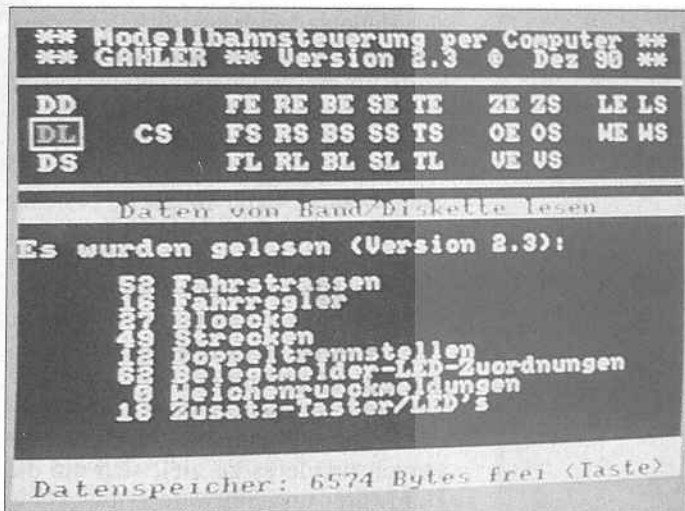 ** Modellbahnsteuerung per Computer **
** GAHLER ** Version 2.3 © Dez 90 **
DD FE RE BE SE TE ZE ZS LE LS
DL CS FS RS BS SS TS OE OS WE WS
DS FL RL BL SL TL VE VS
Daten von Band/Diskette lesen
Es wurden gelesen (Version 2.3):
52 Fahrstrassen
16 Fahrregler
27 Bloecke
49 Strecken
12 Doppeltrennstellen
62 Belegtmelder-LED-Zuordnungen
0 Weichenrueckmeldungen
18 Zusatz-Taster/LED's
Datenspeicher: 6574 Bytes frei <Taste>